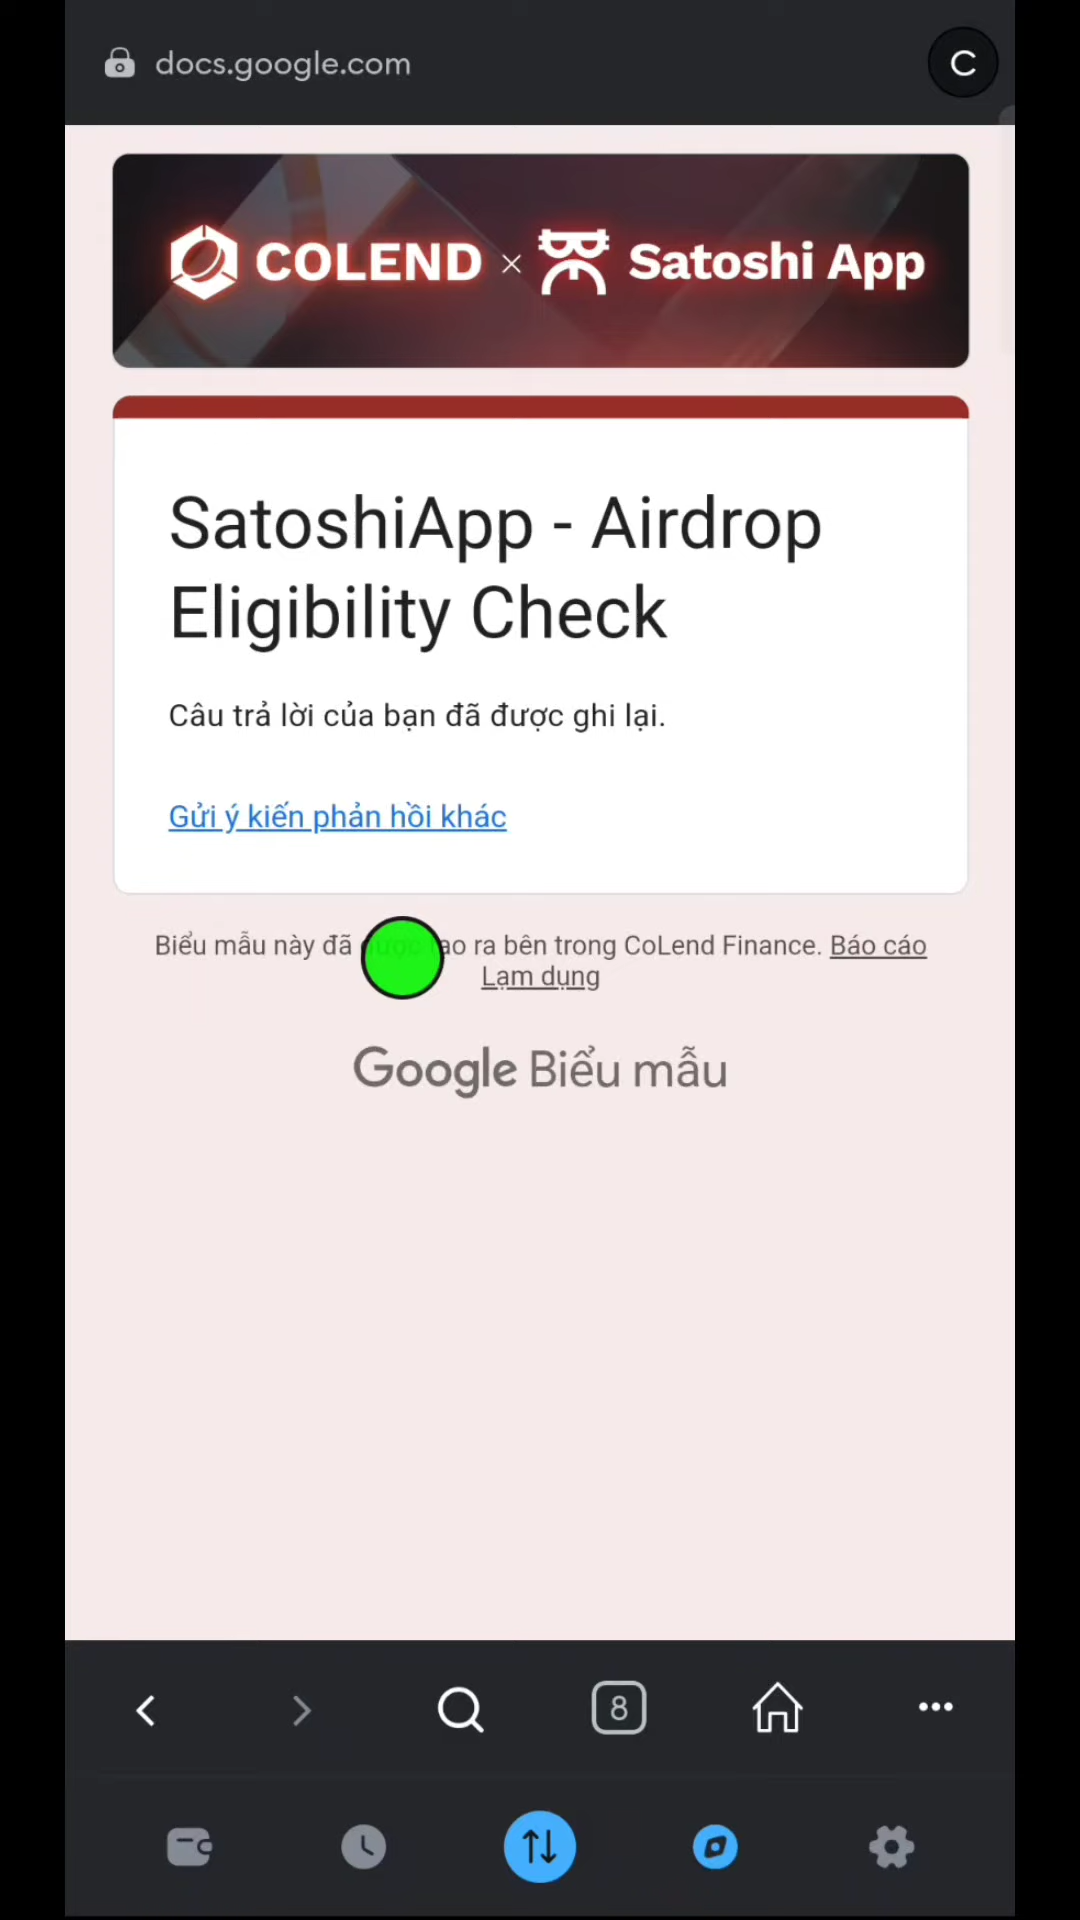 docs.google.com
C
COLEND × Satoshi App
SatoshiApp - Airdrop
Eligibility Check
Câu trả lời của bạn đã được ghi lại.
Gửi ý kiến phản hồi khác
Biểu mẫu này đã được tạo ra bên trong CoLend Finance. Báo cáo
Lạm dụng
Google Biểu mẫu
8